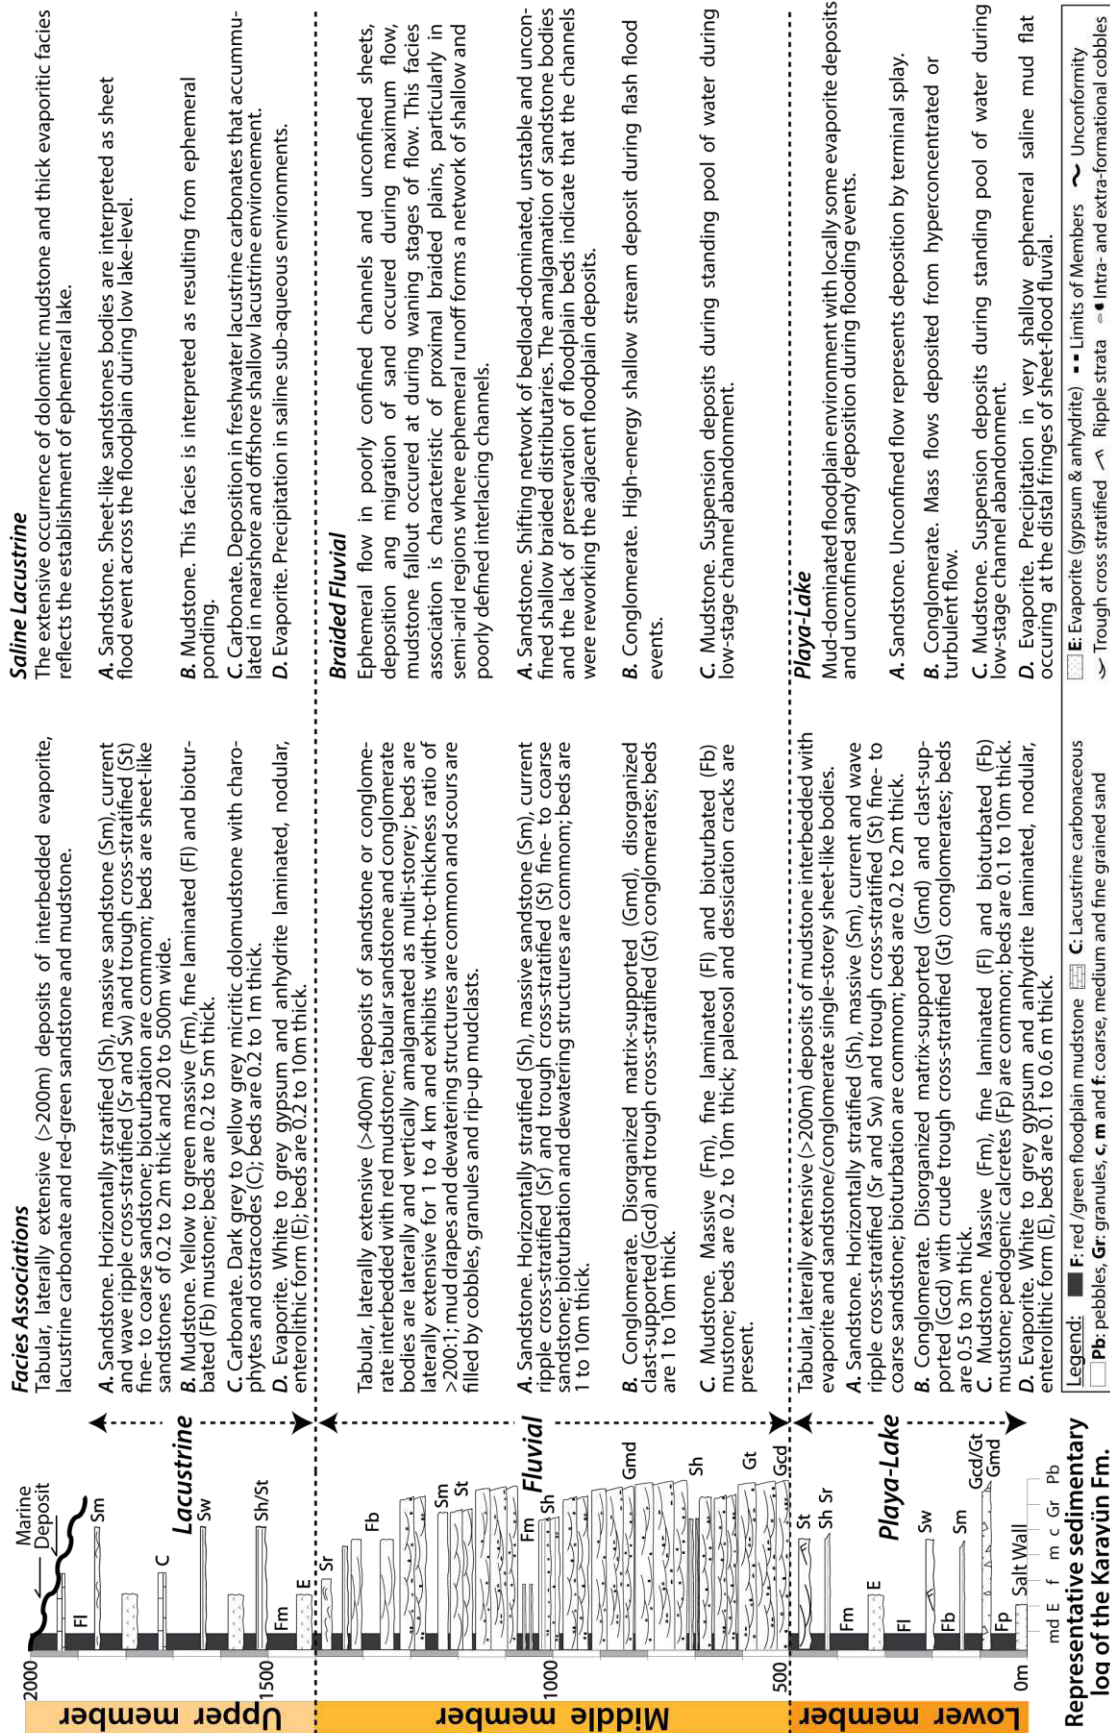 Facies Associations
Tabular, laterally extensive (>200m) deposits of interbedded evaporite,
lacustrine carbonate and red-green sandstone and mudstone.
A. Sandstone. Horizontally stratified (Sh), massive sandstone (Sm), current
and wave ripple cross-stratified (Sr and Sw) and trough cross-stratified (St)
fine- to coarse sandstone; bioturbation are commom; beds are sheet-like
sandstones of 0.2 to 2m thick and 20 to 500m wide.
B. Mudstone. Yellow to green massive (Fm), fine laminated (Fl) and biotur-
bated (Fb) mustone; beds are 0.2 to 5m thick
C. Carbonate. Dark grey to yellow grey micritic dolomudstone with charo-
phytes and ostracodes (C); beds are 0.2 to 1m thick.
D. Evaporite. White to grey gypsum and anhydrite laminated, nodular,
enterolithic form (E); beds are 0.2 to 10m thick.
Saline Lacustrine
The extensive occurrence of dolomitic mudstone and thick evaporitic facies
reflects the establishment of ephemeral lake.
A. Sandstone. Sheet-like sandstones bodies are interpreted as sheet
flood event across the floodplain during low lake-level.
B. Mudstone. This facies is interpreted as resulting from ephemeral
ponding.
C. Carbonate. Deposition in freshwater lacustrine carbonates that accummu-
lated in nearshore and offshore shallow lacustrine environement.
D. Evaporite. Precipitation in saline sub-aqueous environments.
Tabular, laterally extensive (>400m) deposits of sandstone or conglome-
rate interbedded with red mudstone; tabular sandstone and conglomerate
bodies are laterally and vertically amalgamated as multi-storey; beds are
laterally extensive for 1 to 4 km and exhibits width-to-thickness ratio of
>200:1; mud drapes and dewatering structures are common and scours are
filled by cobbles, granules and rip-up mudclasts.
A. Sandstone. Horizontally stratified (Sh), massive sandstone (Sm), current
ripple cross-stratified (Sr) and trough cross-stratified (St) fine- to coarse
sandstone; bioturbation and dewatering structures are common; beds are
1 to 10m thick.
B. Conglomerate. Disorganized matrix-supported (Gmd), disorganized
clast-supported (Gcd) and trough cross-stratified (Gt) conglomerates; beds
are 1 to 10m thick.
C. Mudstone. Massive (Fm), fine laminated (Fl) and bioturbated (Fb)
mustone; beds are 0.2 to 10m thick; paleosol and dessication cracks are
present.
Braided Fluvial
Ephemeral flow in poorly confined channels and unconfined sheets,
deposition ang migration of sand occured during maximum flow,
mudstone fallout occured at during waning stages of flow. This facies
association is characteristic of proximal braided plains, particularly in
semi-arid regions where ephemeral runoff forms a network of shallow and
poorly defined interlacing channels.
A. Sandstone. Shifting network of bedload-dominated, unstable and uncon-
fined shallow braided distributaries. The amalgamation of sandstone bodies
and the lack of preservation of floodplain beds indicate that the channels
were reworking the adjacent floodplain deposits.
B. Conglomerate. High-energy shallow stream deposit during flash flood
events.
C. Mudstone. Suspension deposits during standing pool of water during
low-stage channel abandonment.
Tabular, laterally extensive (>200m) deposits of mudstone interbedded with
evaporite and sandstone/conglomerate single-storey sheet-like bodies.
A. Sandstone. Horizontally stratified (Sh), massive (Sm), current and wave
ripple cross-stratified (Sr and Sw) and trough cross-stratified (St) fine- to
coarse sandstone; bioturbation are commom; beds are 0.2 to 2m thick.
B. Conglomerate. Disorganized matrix-supported (Gmd) and clast-sup-
ported (Gcd) with crude trough cross-stratified (Gt) conglomerates; beds
are 0.5 to 3m thick.
C. Mudstone. Massive (Fm), fine laminated (Fl) and bioturbated (Fb)
mustone; pedogenic calcretes (Fp) are common; beds are 0.1 to 10m thick.
D. Evaporite. White to grey gypsum and anhydrite laminated, nodular,
enterolithic form (E), beds are 0.1 to 0.6 m thick.
Playa-Lake
Mud-dominated floodplain environment with locally some evaporite deposits
and unconfined sandy deposition during flooding events.
A. Sandstone. Unconfined flow represents deposition by terminal splay.
B. Conglomerate. Mass flows deposited from hyperconcentrated or
turbulent flow.
C. Mudstone. Suspension deposits during standing pool of water during
low-stage channel abandonment.
D. Evaporite. Precipitation in very shallow ephemeral saline mud flat
occuring at the distal fringes of sheet-flood fluvial.
Upper member
Middle member
Lower member
2000
1500
1000
500
0m
Marine
Deposit
Fl
Sm
C
Lacustrine
Sw
Sh/St
Fm
E
Sr
Fb
Sm
St
Fm
Sh
Fluvial
Gmd
Sh
Gt
Gcd
St
Sh Sr
Fm
E
Playa-Lake
Fl
Sw
Fb
Sm
Gcd/Gt
Gmd
Fp
Salt Wall
md E f m c Gr Pb
Representative sedimentary
log of the Karayün Fm.
Legend: F: red /green floodplain mudstone C: Lacustrine carbonaceous E: Evaporite (gypsum & anhydrite) Limits of Members Unconformity
Pb: pebbles, Gr: granules, c, m and f: coarse, medium and fine grained sand Trough cross stratified Ripple strata Intra- and extra-formational cobbles